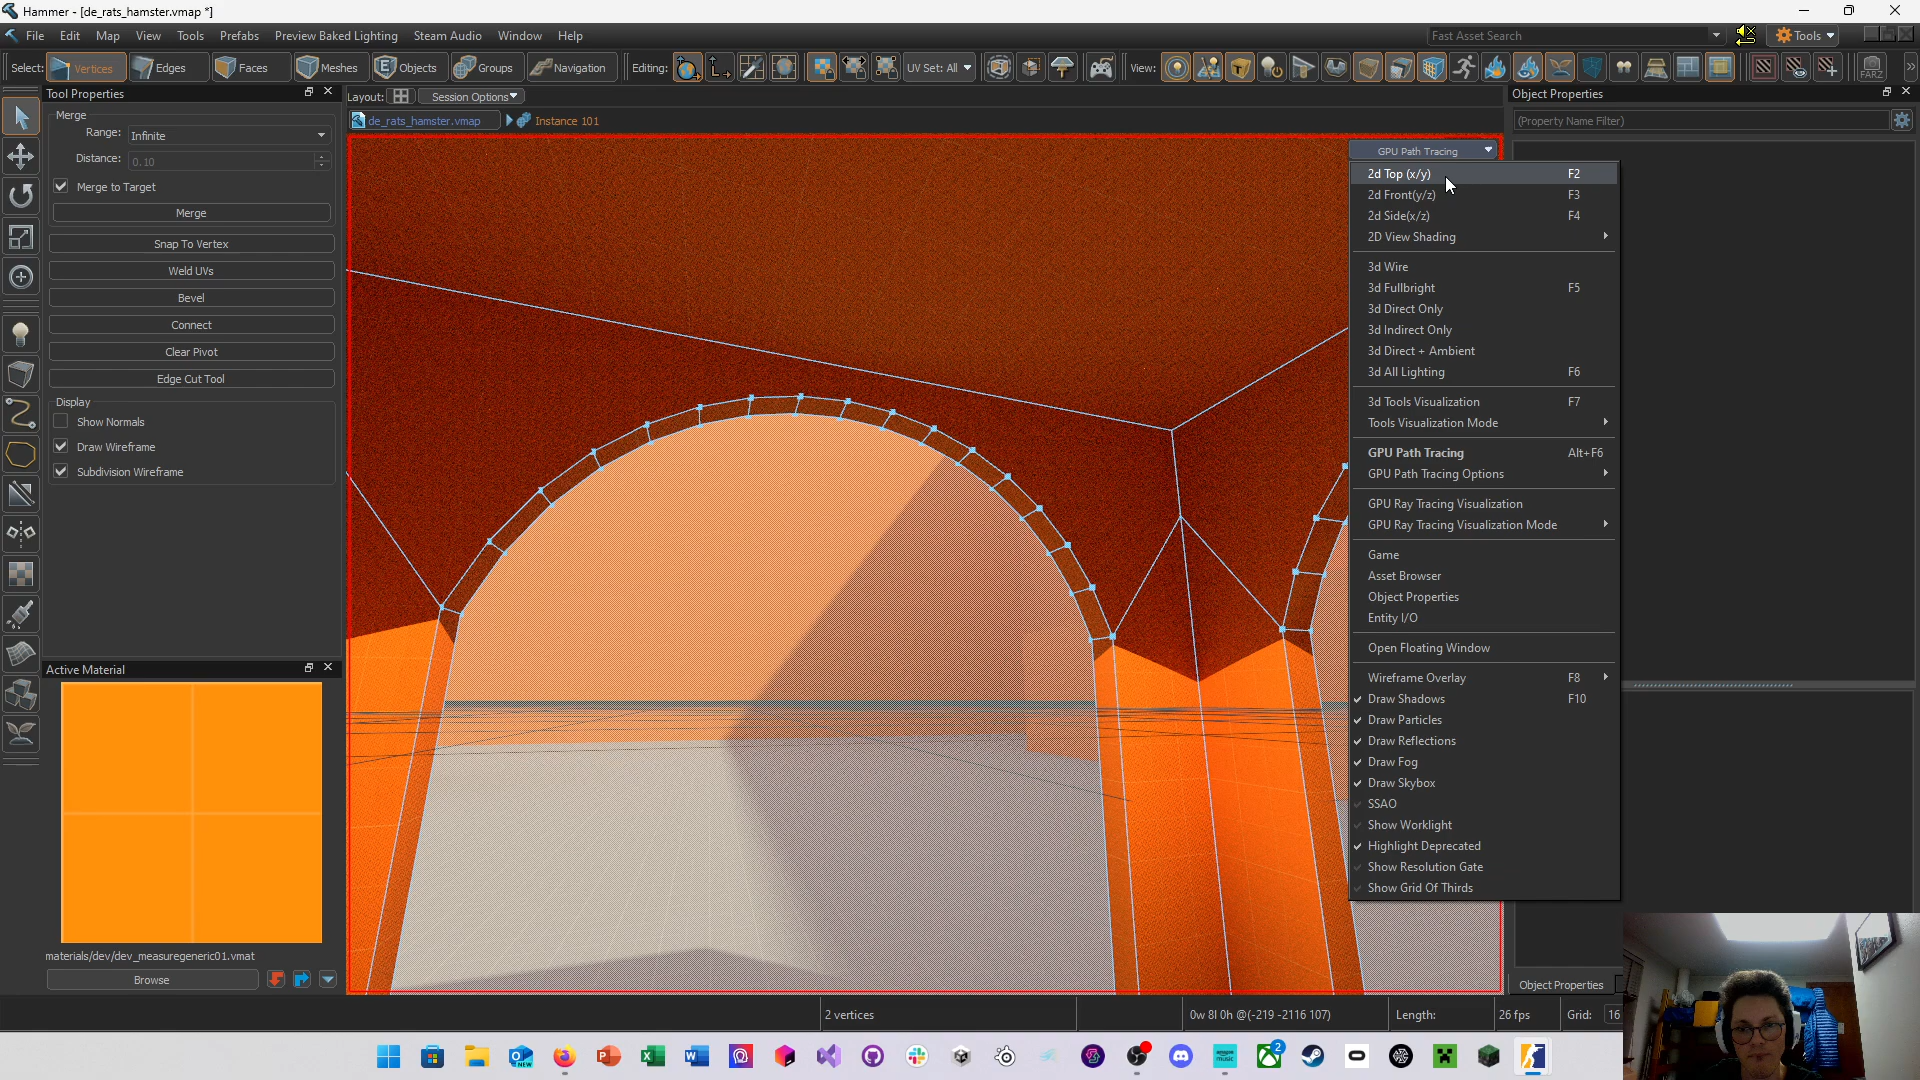 Hammer - [de_rats_hamster.vmap *]
File Edit Map View Tools Prefabs Preview Baked Lighting Steam Audio Window Help
Fast Asset Search
Tools
Select: Vertices Edges Faces Meshes Objects Groups Navigation Editing: UV Set: All View: FARZ
Tool Properties
Merge
Range: Infinite
Distance: 0.10
Merge to Target
Merge
Snap To Vertex
Weld UVs
Bevel
Connect
Clear Pivot
Edge Cut Tool
Display
Show Normals
Draw Wireframe
Subdivision Wireframe
Active Material
materials/dev/dev_measuregeneric01.vmat
Browse
Layout: Session Options
de_rats_hamster.vmap Instance 101
GPU Path Tracing
2d Top (x/y) F2
2d Front(y/z) F3
2d Side(x/z) F4
2D View Shading
3d Wire
3d Fullbright F5
3d Direct Only
3d Indirect Only
3d Direct + Ambient
3d All Lighting F6
3d Tools Visualization F7
Tools Visualization Mode
GPU Path Tracing Alt+F6
GPU Path Tracing Options
GPU Ray Tracing Visualization
GPU Ray Tracing Visualization Mode
Game
Asset Browser
Object Properties
Entity I/O
Open Floating Window
Wireframe Overlay F8
Draw Shadows F10
Draw Particles
Draw Reflections
Draw Fog
Draw Skybox
SSAO
Show Worklight
Highlight Deprecated
Show Resolution Gate
Show Grid Of Thirds
Object Properties
(Property Name Filter)
Object Properties
2 vertices
0w 8l 0h @(-219 -2116 107)
Length:
26 fps
Grid: 16
NEW
music
2